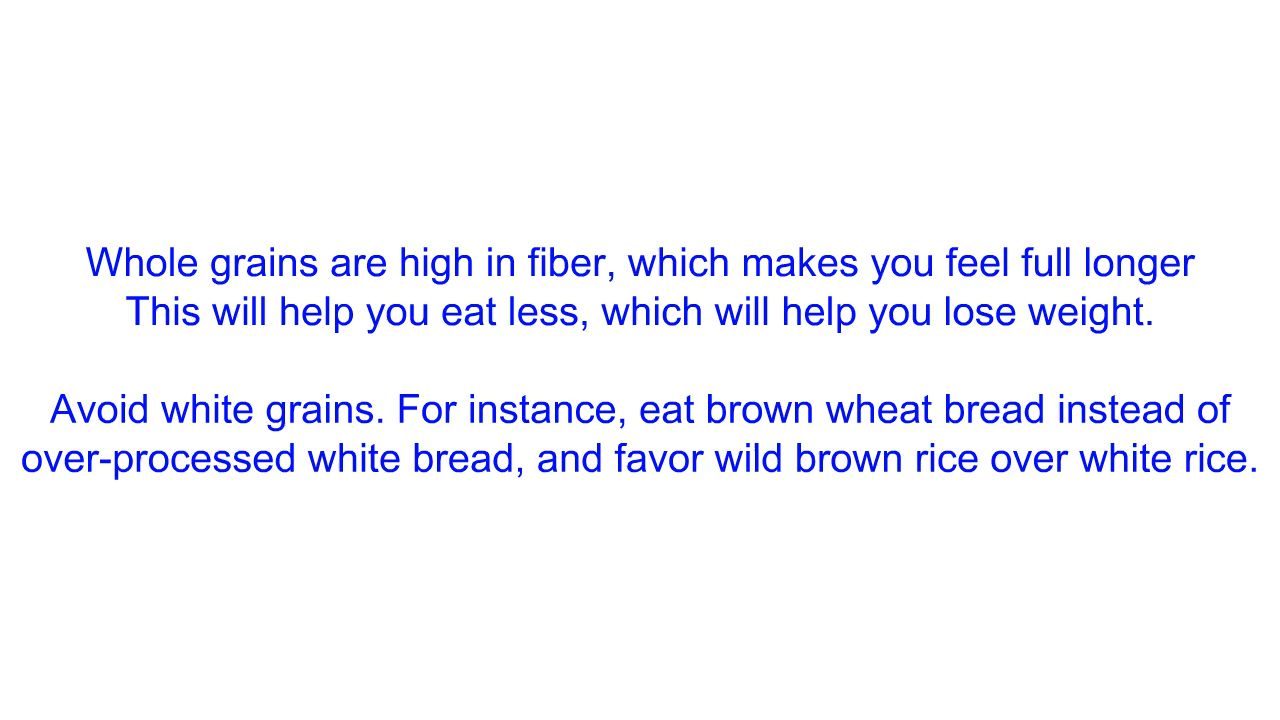 Whole grains are high in fiber, which makes you feel full longer
This will help you eat less, which will help you lose weight.
Avoid white grains. For instance, eat brown wheat bread instead of
over-processed white bread, and favor wild brown rice over white rice.